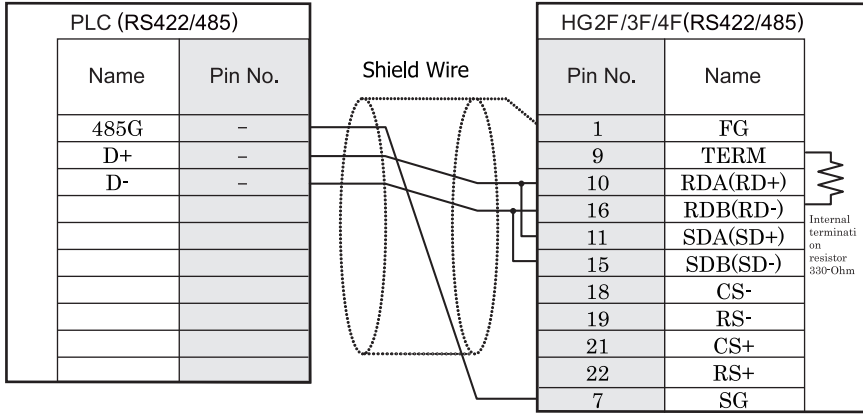 PLC (RS422/485)
Name Pin No.
485G –
D+ –
D- –
Shield Wire
HG2F/3F/4F(RS422/485)
Pin No. Name
1 FG
9 TERM
10 RDA(RD+)
16 RDB(RD-)
11 SDA(SD+)
15 SDB(SD-)
18 CS-
19 RS-
21 CS+
22 RS+
7 SG
Internal
terminati
on
resistor
330-Ohm